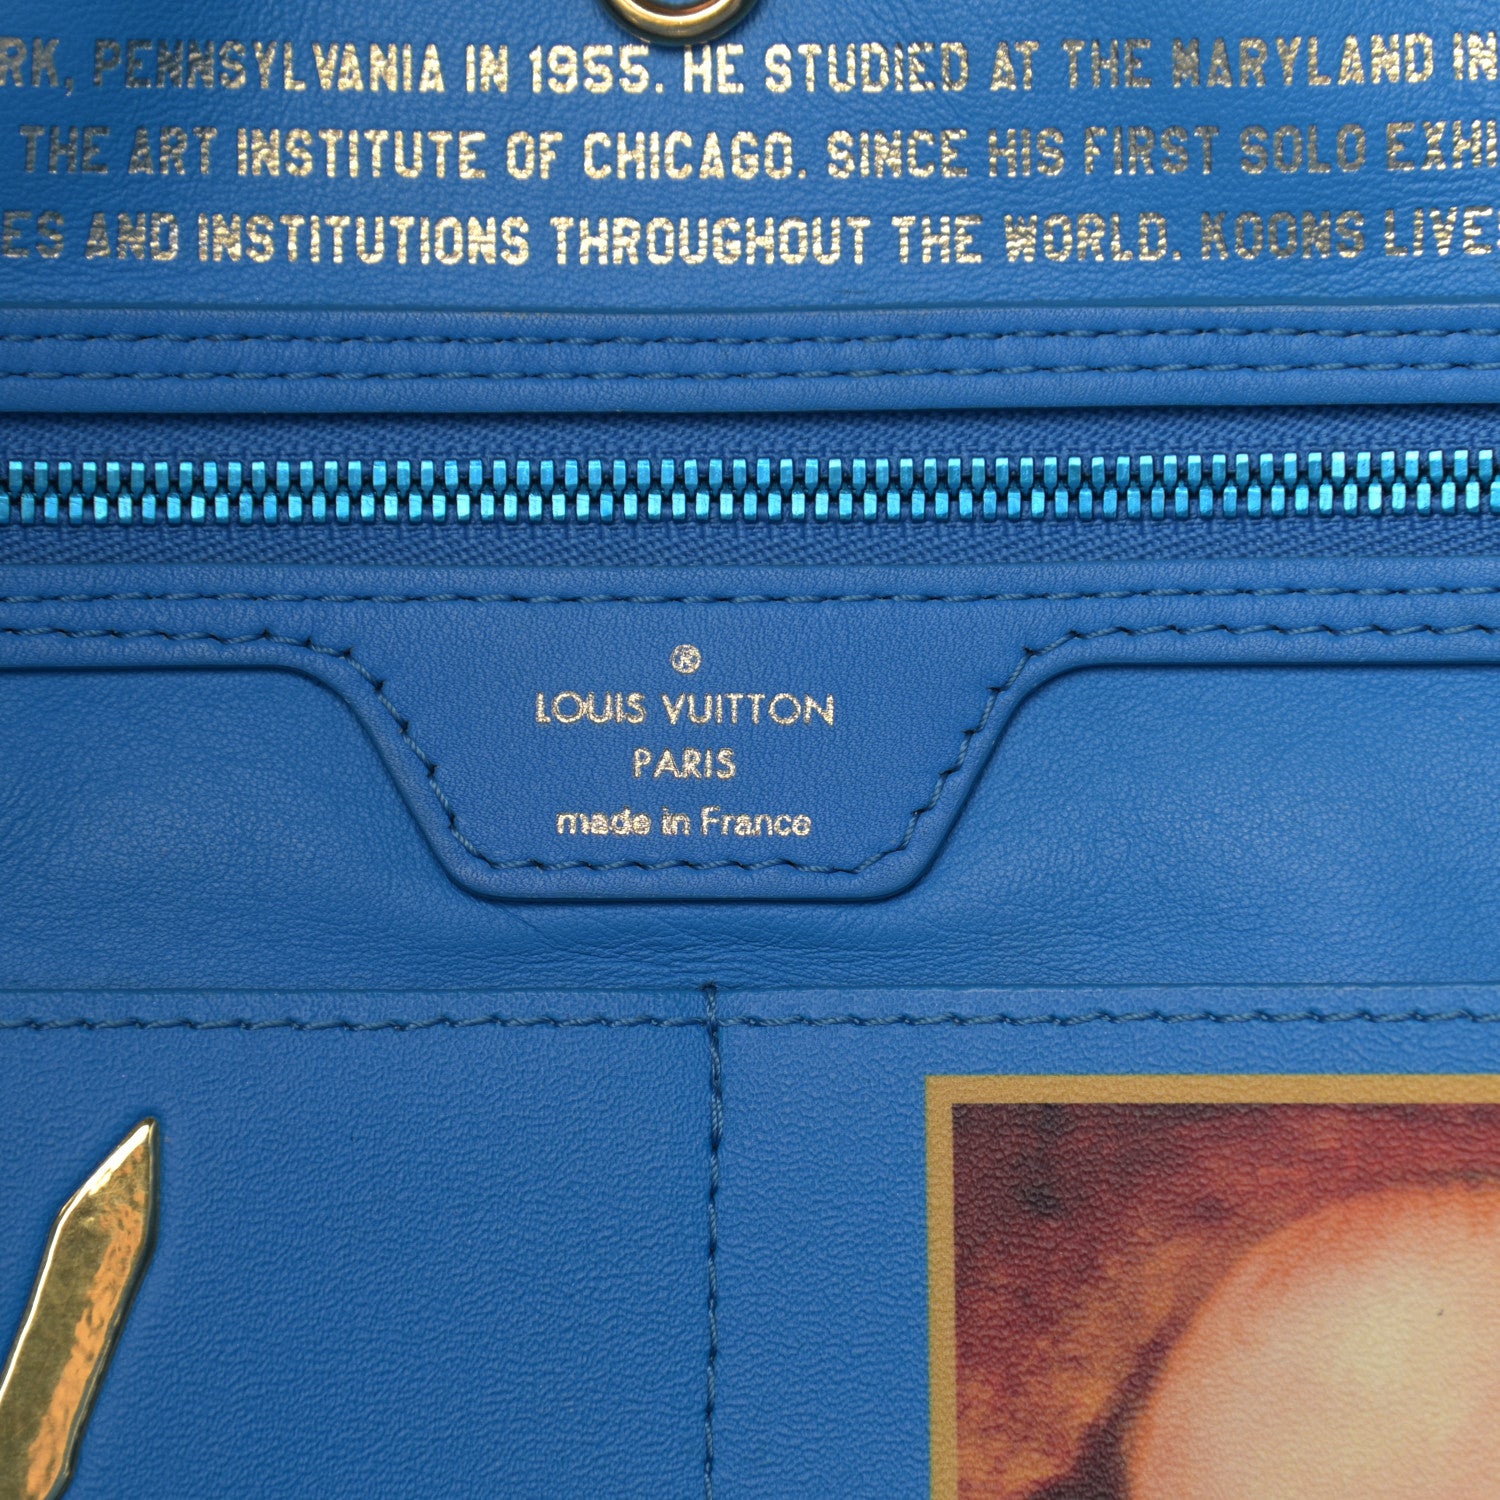 RK, PENNSYLVANIA IN 1955. HE STUDIED AT THE MARYLAND IN
THE ART INSTITUTE OF CHICAGO. SINCE HIS FIRST SOLO EXHI
ES AND INSTITUTIONS THROUGHOUT THE WORLD. KOONS LIVES
®
LOUIS VUITTON
PARIS
made in France